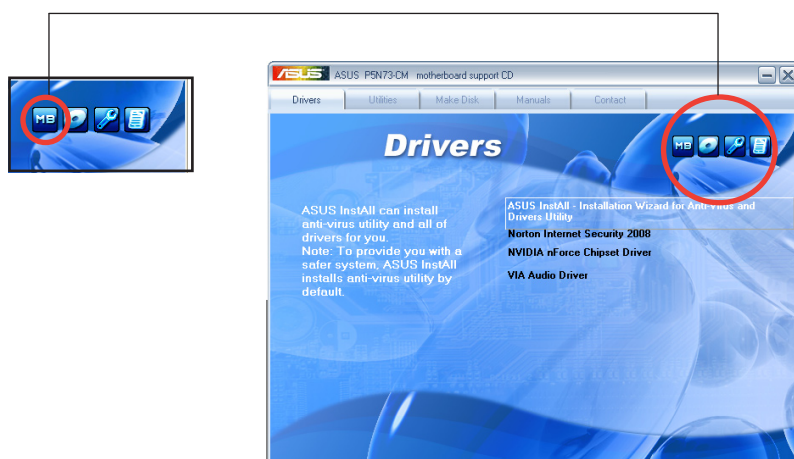 MB
ASUS ASUS P5N73-CM motherboard support CD
Drivers Utilities Make Disk Manuals Contact
Drivers
MB
ASUS InstAll can install
anti-virus utility and all of
drivers for you.
Note: To provide you with a
safer system, ASUS InstAll
installs anti-virus utility by
default.
ASUS InstAll - Installation Wizard for Anti-Virus and
Drivers Utility
Norton Internet Security 2008
NVIDIA nForce Chipset Driver
VIA Audio Driver